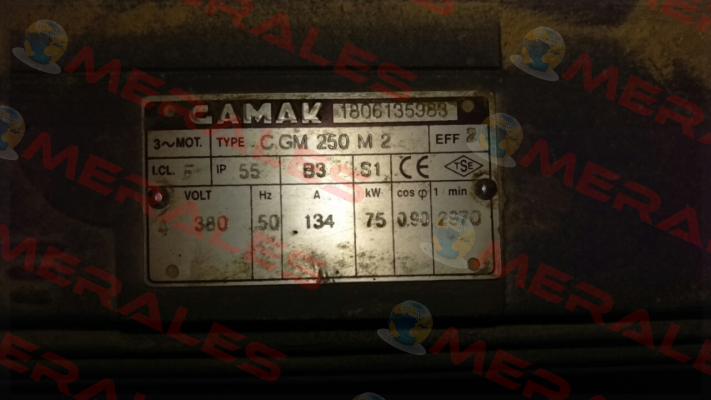 GAMAK 1806135983
3~MOT. TYPE C.GM 250 M 2 EFF 2
I.CL. F IP 55 B3 S1 CE TSE
VOLT Hz A kW cos φ 1/min
380 50 134 75 0.90 2970
MERALES